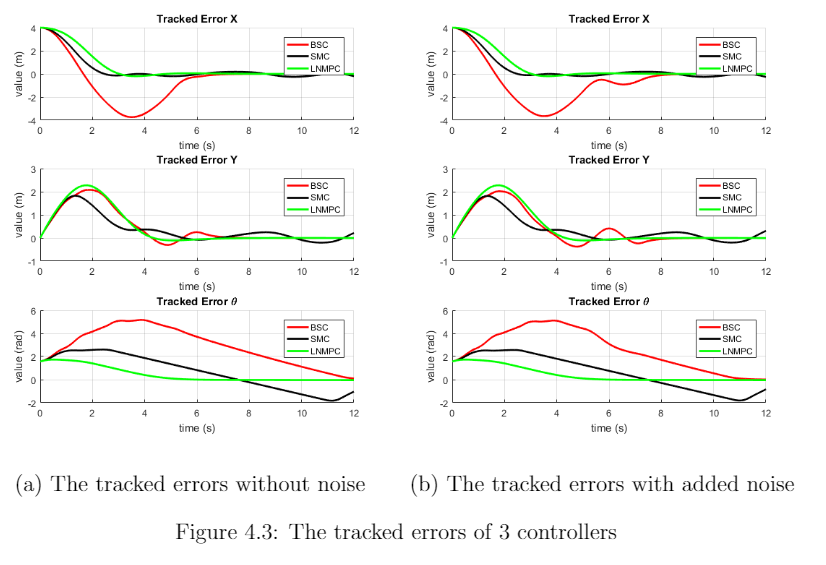 Tracked Error X
value (m)
4
2
0
-2
-4
BSC
SMC
LNMPC
0 2 4 6 8 10 12
time (s)
Tracked Error Y
value (m)
3
2
1
0
-1
BSC
SMC
LNMPC
0 2 4 6 8 10 12
time (s)
Tracked Error θ
value (rad)
6
4
2
0
-2
BSC
SMC
LNMPC
0 2 4 6 8 10 12
time (s)
(a) The tracked errors without noise
Tracked Error X
value (m)
4
2
0
-2
-4
BSC
SMC
LNMPC
0 2 4 6 8 10 12
time (s)
Tracked Error Y
value (m)
3
2
1
0
-1
BSC
SMC
LNMPC
0 2 4 6 8 10 12
time (s)
Tracked Error θ
value (rad)
6
4
2
0
-2
BSC
SMC
LNMPC
0 2 4 6 8 10 12
time (s)
(b) The tracked errors with added noise
Figure 4.3: The tracked errors of 3 controllers